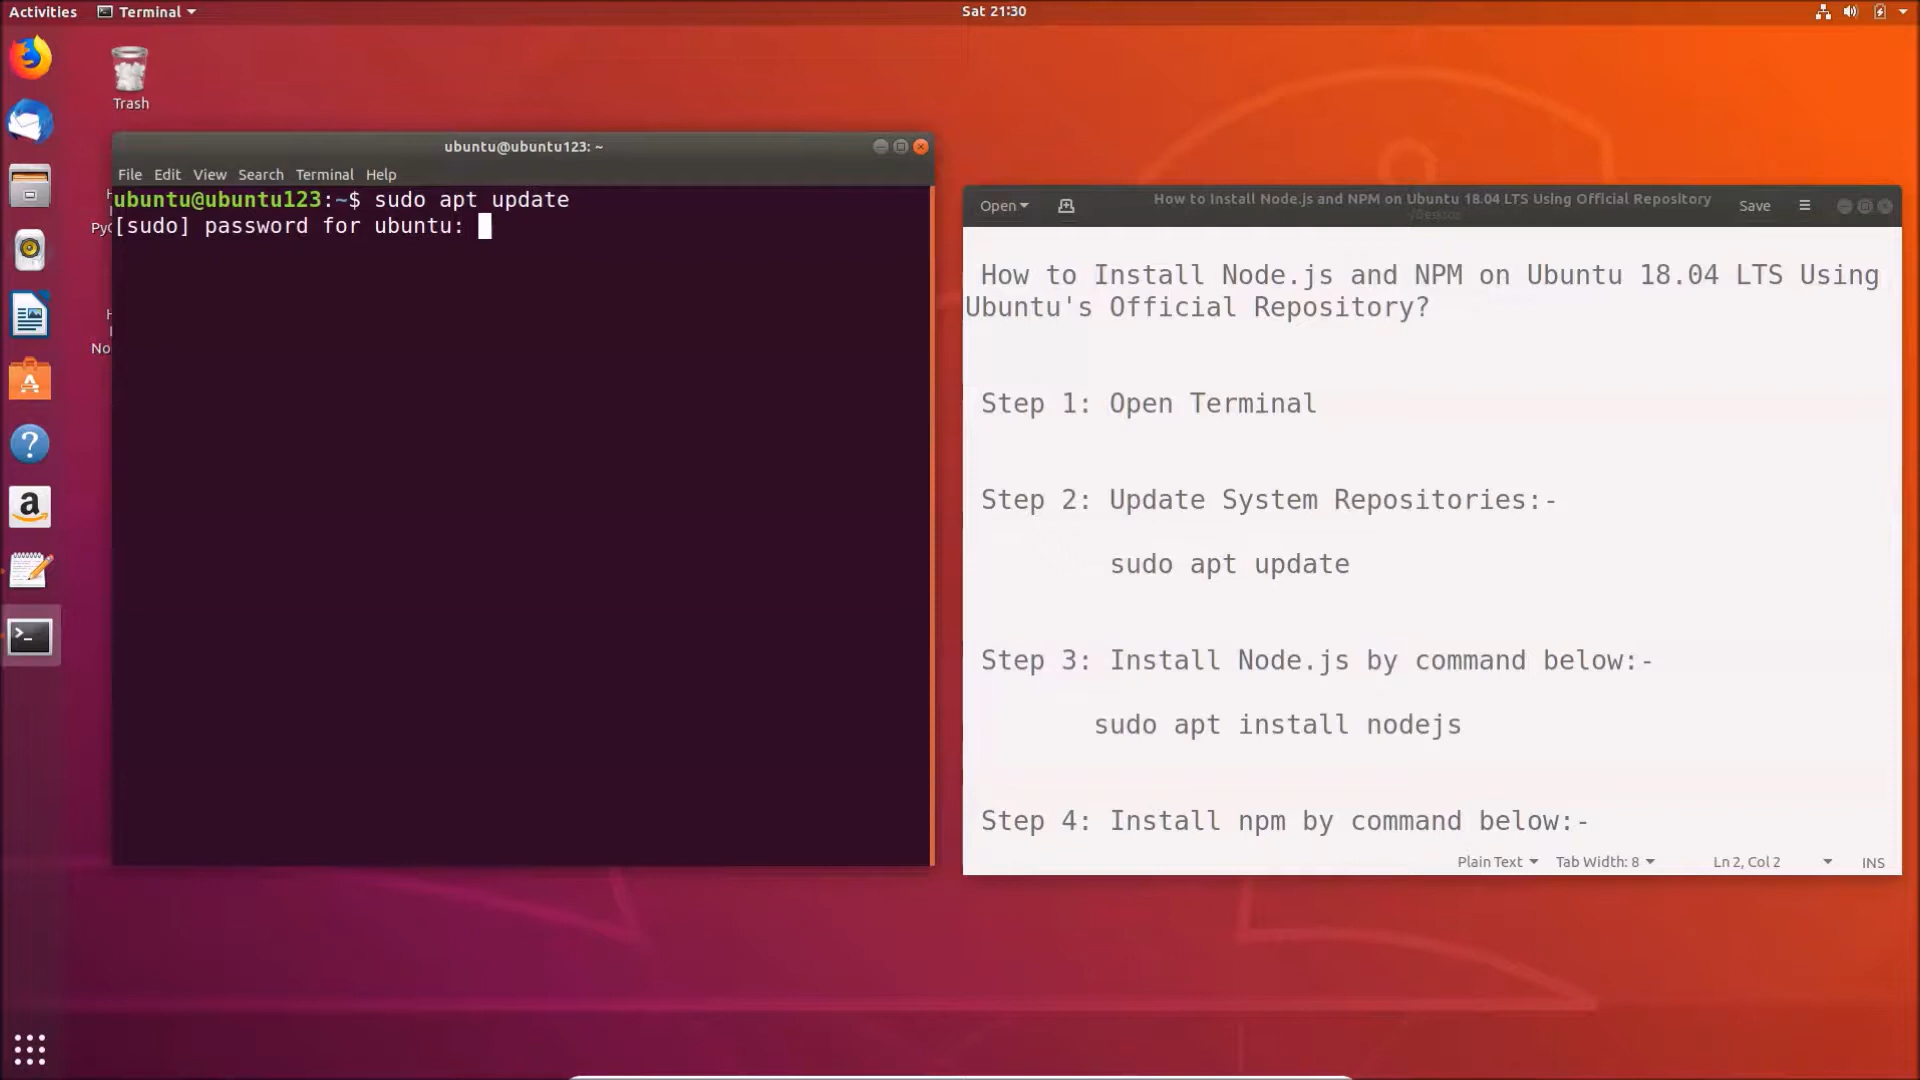 Activities
Terminal
Sat 21:30
Trash
ubuntu@ubuntu123: ~
File Edit View Search Terminal Help
ubuntu@ubuntu123:~$ sudo apt update
[sudo] password for ubuntu:
H
I
PyC
H
I
No
Open
How to Install Node.js and NPM on Ubuntu 18.04 LTS Using Official Repository
Save
How to Install Node.js and NPM on Ubuntu 18.04 LTS Using
Ubuntu's Official Repository?
Step 1: Open Terminal
Step 2: Update System Repositories:-
sudo apt update
Step 3: Install Node.js by command below:-
sudo apt install nodejs
Step 4: Install npm by command below:-
Plain Text Tab Width: 8 Ln 2, Col 2 INS